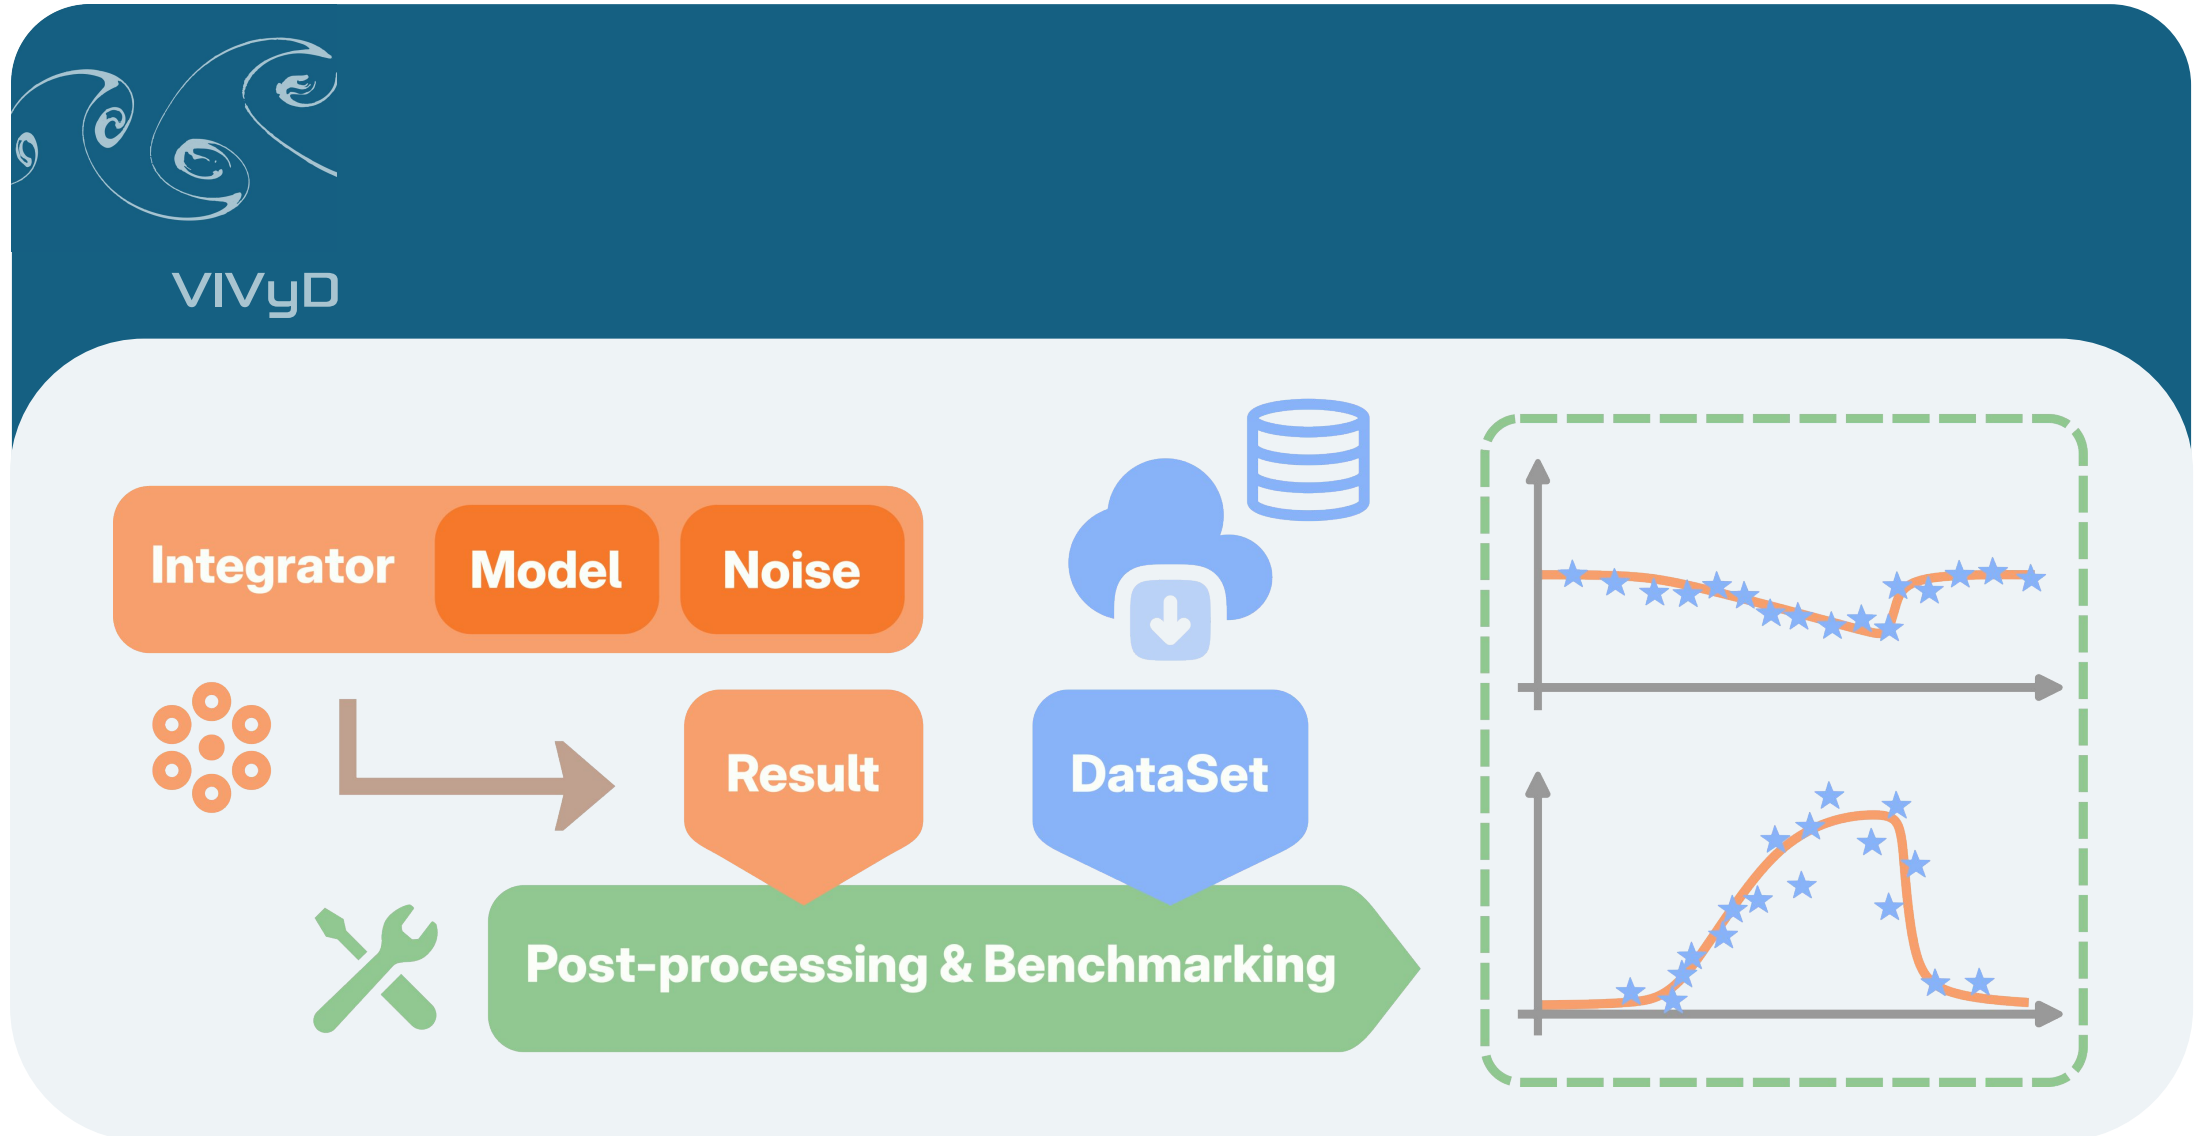 VIVyD
Integrator
Model
Noise
Result
DataSet
Post-processing & Benchmarking